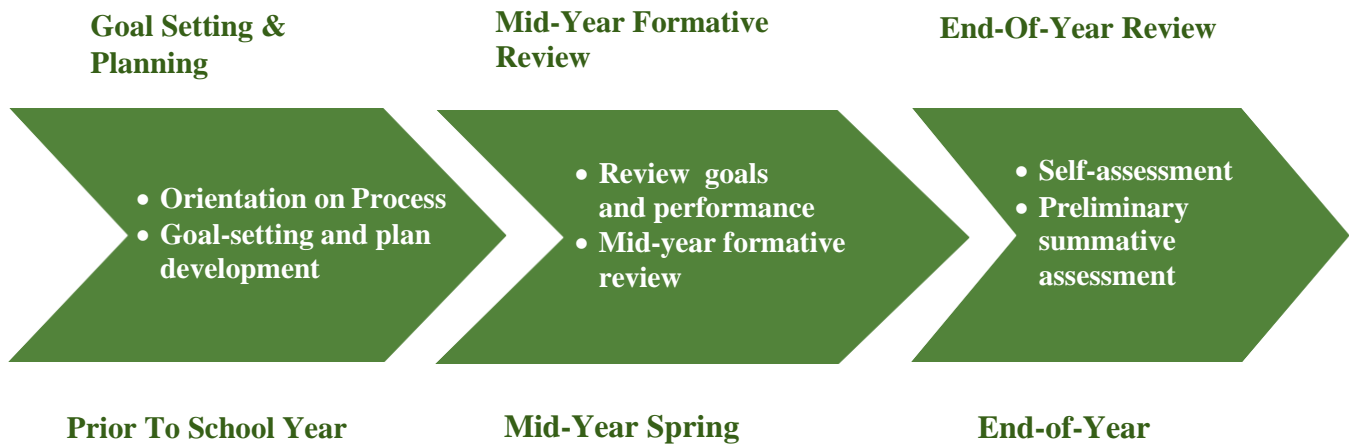 Goal Setting &
Planning
Mid-Year Formative
Review
End-Of-Year Review
• Orientation on Process
• Goal-setting and plan
development
• Review goals
and performance
• Mid-year formative
review
• Self-assessment
• Preliminary
summative
assessment
Prior To School Year
Mid-Year Spring
End-of-Year